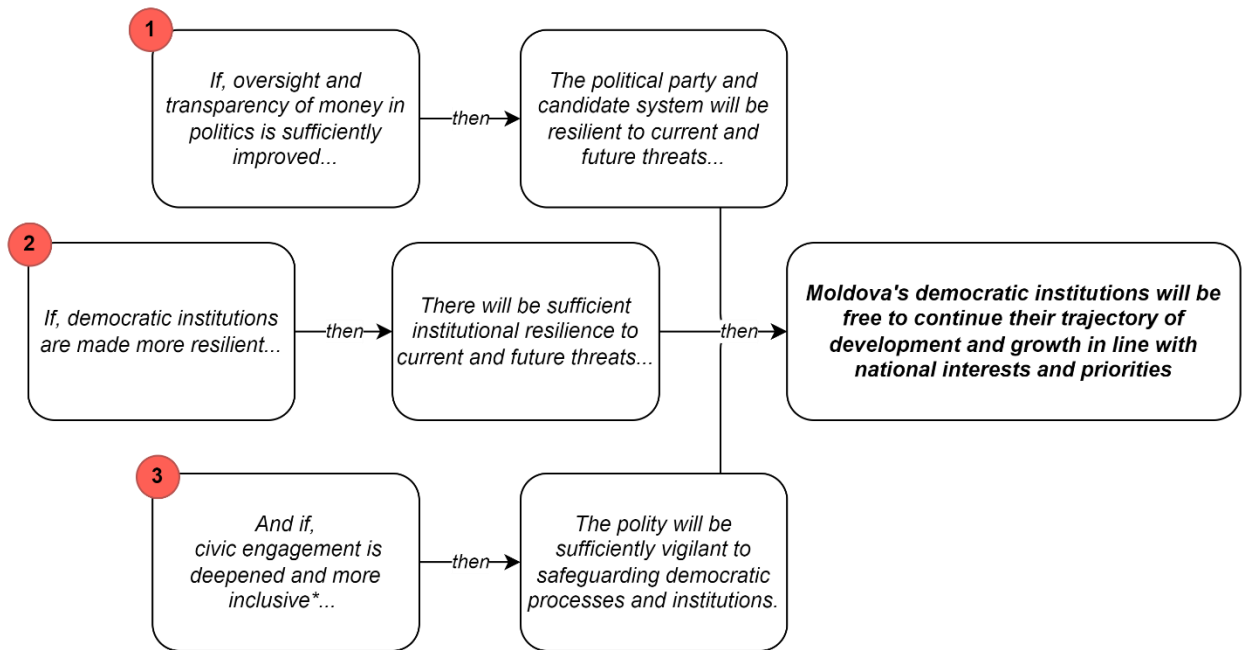 1
If, oversight and
transparency of money in
politics is sufficiently
improved...
then
The political party and
candidate system will be
resilient to current and
future threats...
2
If, democratic institutions
are made more resilient...
then
There will be sufficient
institutional resilience to
current and future threats...
then
Moldova's democratic institutions will be
free to continue their trajectory of
development and growth in line with
national interests and priorities
3
And if,
civic engagement is
deepened and more
inclusive*...
then
The polity will be
sufficiently vigilant to
safeguarding democratic
processes and institutions.